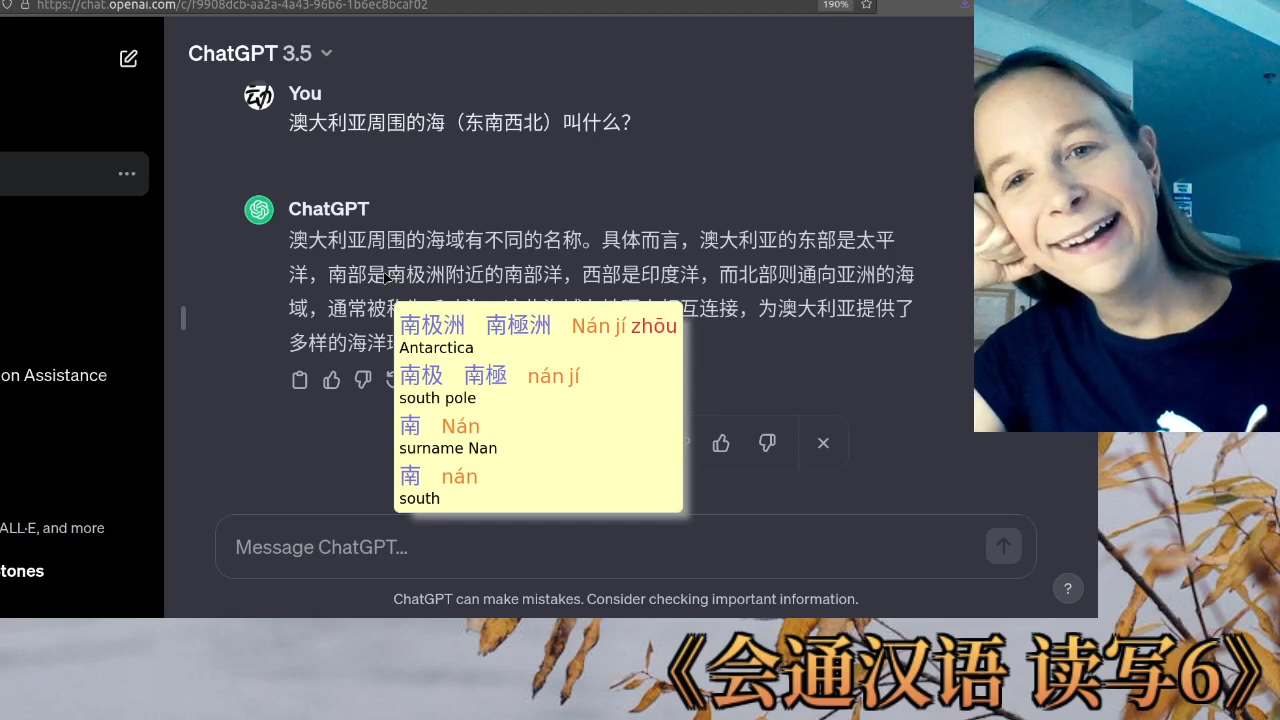 https://chat.openai.com/c/f9908dcb-aa2a-4a43-96b6-1b6ec8bcaf02
190%
ChatGPT 3.5
You
澳大利亚周围的海（东南西北）叫什么？
ChatGPT
澳大利亚周围的海域有不同的名称。具体而言，澳大利亚的东部是太平
洋，南部是南极洲附近的南部洋，西部是印度洋，而北部则通向亚洲的海
域，通常被
互连接，为澳大利亚提供了
多样的海洋
南极洲 南極洲 Nán jí zhōu
Antarctica
南极 南極 nán jí
south pole
南 Nán
surname Nan
南 nán
south
on Assistance
ALL·E, and more
tones
Message ChatGPT…
ChatGPT can make mistakes. Consider checking important information.
?
《会通汉语 读写6》